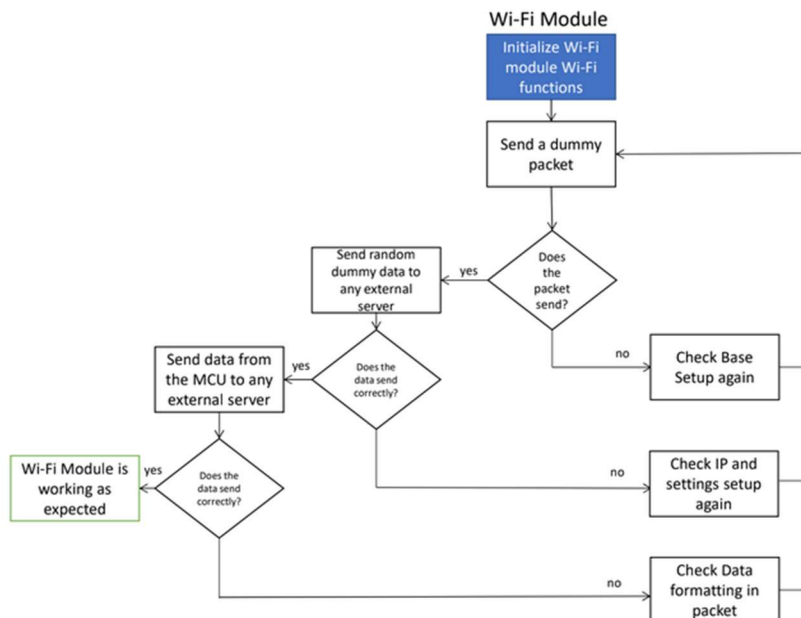 Wi-Fi Module
Initialize Wi-Fi
module Wi-Fi
functions
Send a dummy
packet
Does
the
packet
send?
yes
Send random
dummy data to
any external
server
no
Check Base
Setup again
Does the
data send
correctly?
yes
Send data from
the MCU to any
external server
no
Check IP and
settings setup
again
Does the
data send
correctly?
yes
Wi-Fi Module is
working as
expected
no
Check Data
formatting in
packet